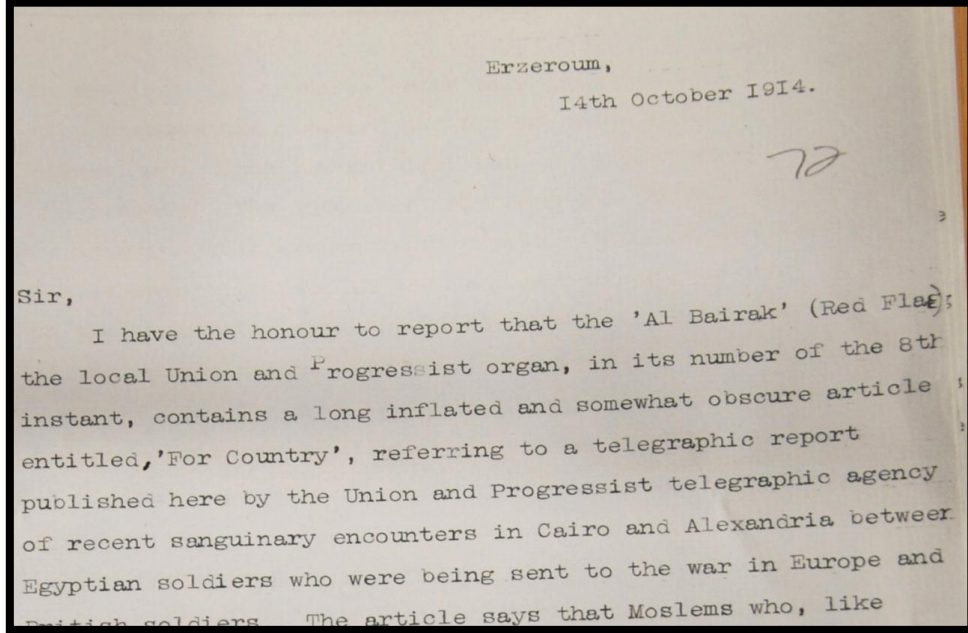 Erzeroum,
I4th October I9I4.
72
Sir,
I have the honour to report that the 'Al Bairak' (Red Flag);
the local Union and Progressist organ, in its number of the 8th
instant, contains a long inflated and somewhat obscure article
entitled,'For Country', referring to a telegraphic report
published here by the Union and Progressist telegraphic agency
of recent sanguinary encounters in Cairo and Alexandria between
Egyptian soldiers who were being sent to the war in Europe and
British soldiers. The article says that Moslems who, like